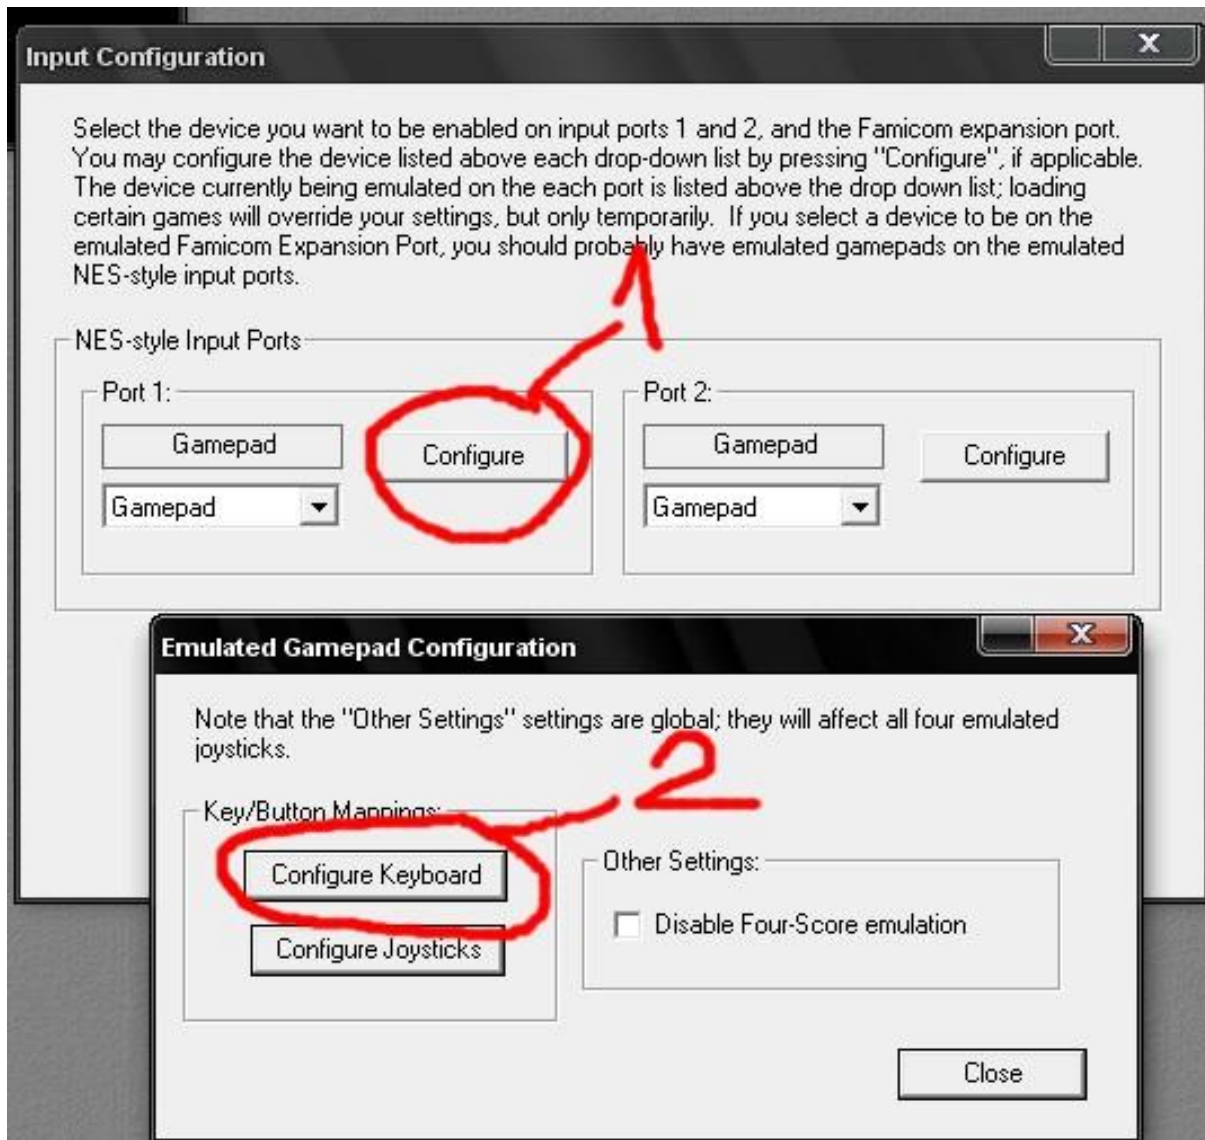 Input Configuration
X
Select the device you want to be enabled on input ports 1 and 2, and the Famicom expansion port.
You may configure the device listed above each drop-down list by pressing "Configure", if applicable.
The device currently being emulated on the each port is listed above the drop down list; loading
certain games will override your settings, but only temporarily. If you select a device to be on the
emulated Famicom Expansion Port, you should probably have emulated gamepads on the emulated
NES-style input ports.
1
NES-style Input Ports
Port 1:
Gamepad
Configure
Gamepad
Port 2:
Gamepad
Configure
Gamepad
Emulated Gamepad Configuration
X
Note that the "Other Settings" settings are global; they will affect all four emulated
joysticks.
2
Key/Button Mappings:
Configure Keyboard
Configure Joysticks
Other Settings:
Disable Four-Score emulation
Close